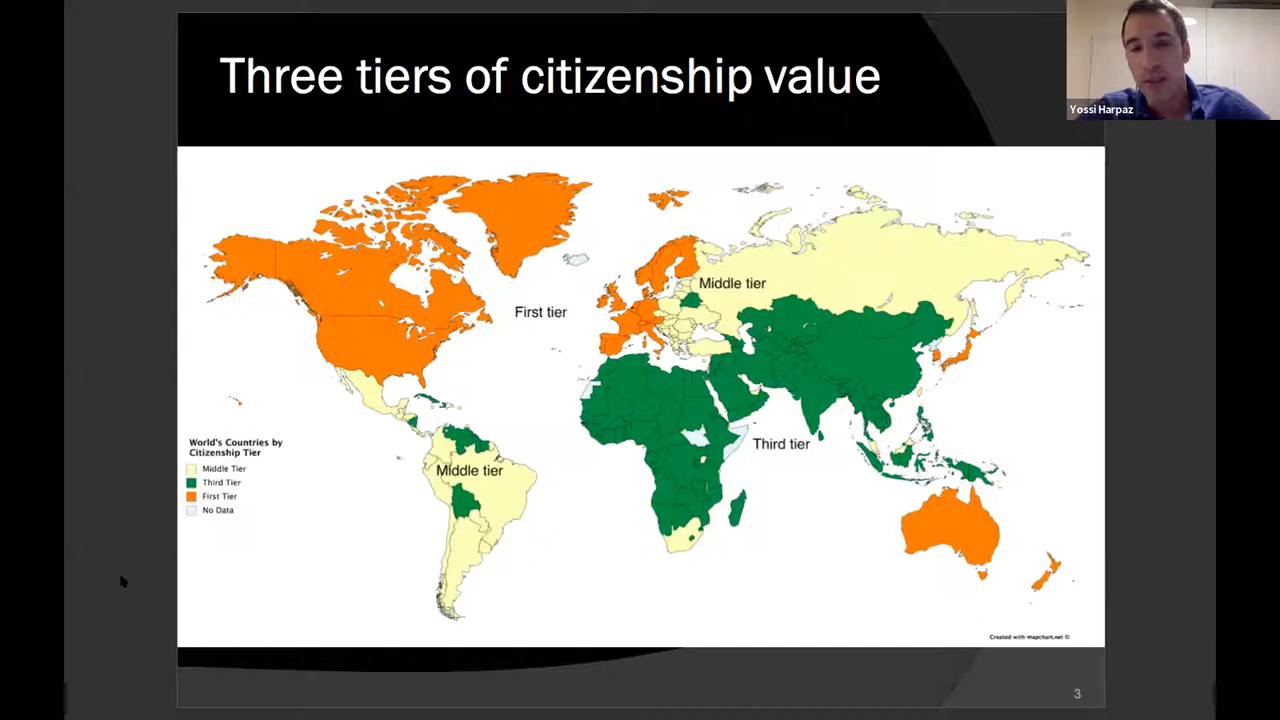 Three tiers of citizenship value
Yossi Harpaz
Middle tier
First tier
Third tier
Middle tier
World's Countries by
Citizenship Tier
Middle Tier
Third Tier
First Tier
No Data
Created with mapchart.net ©
3